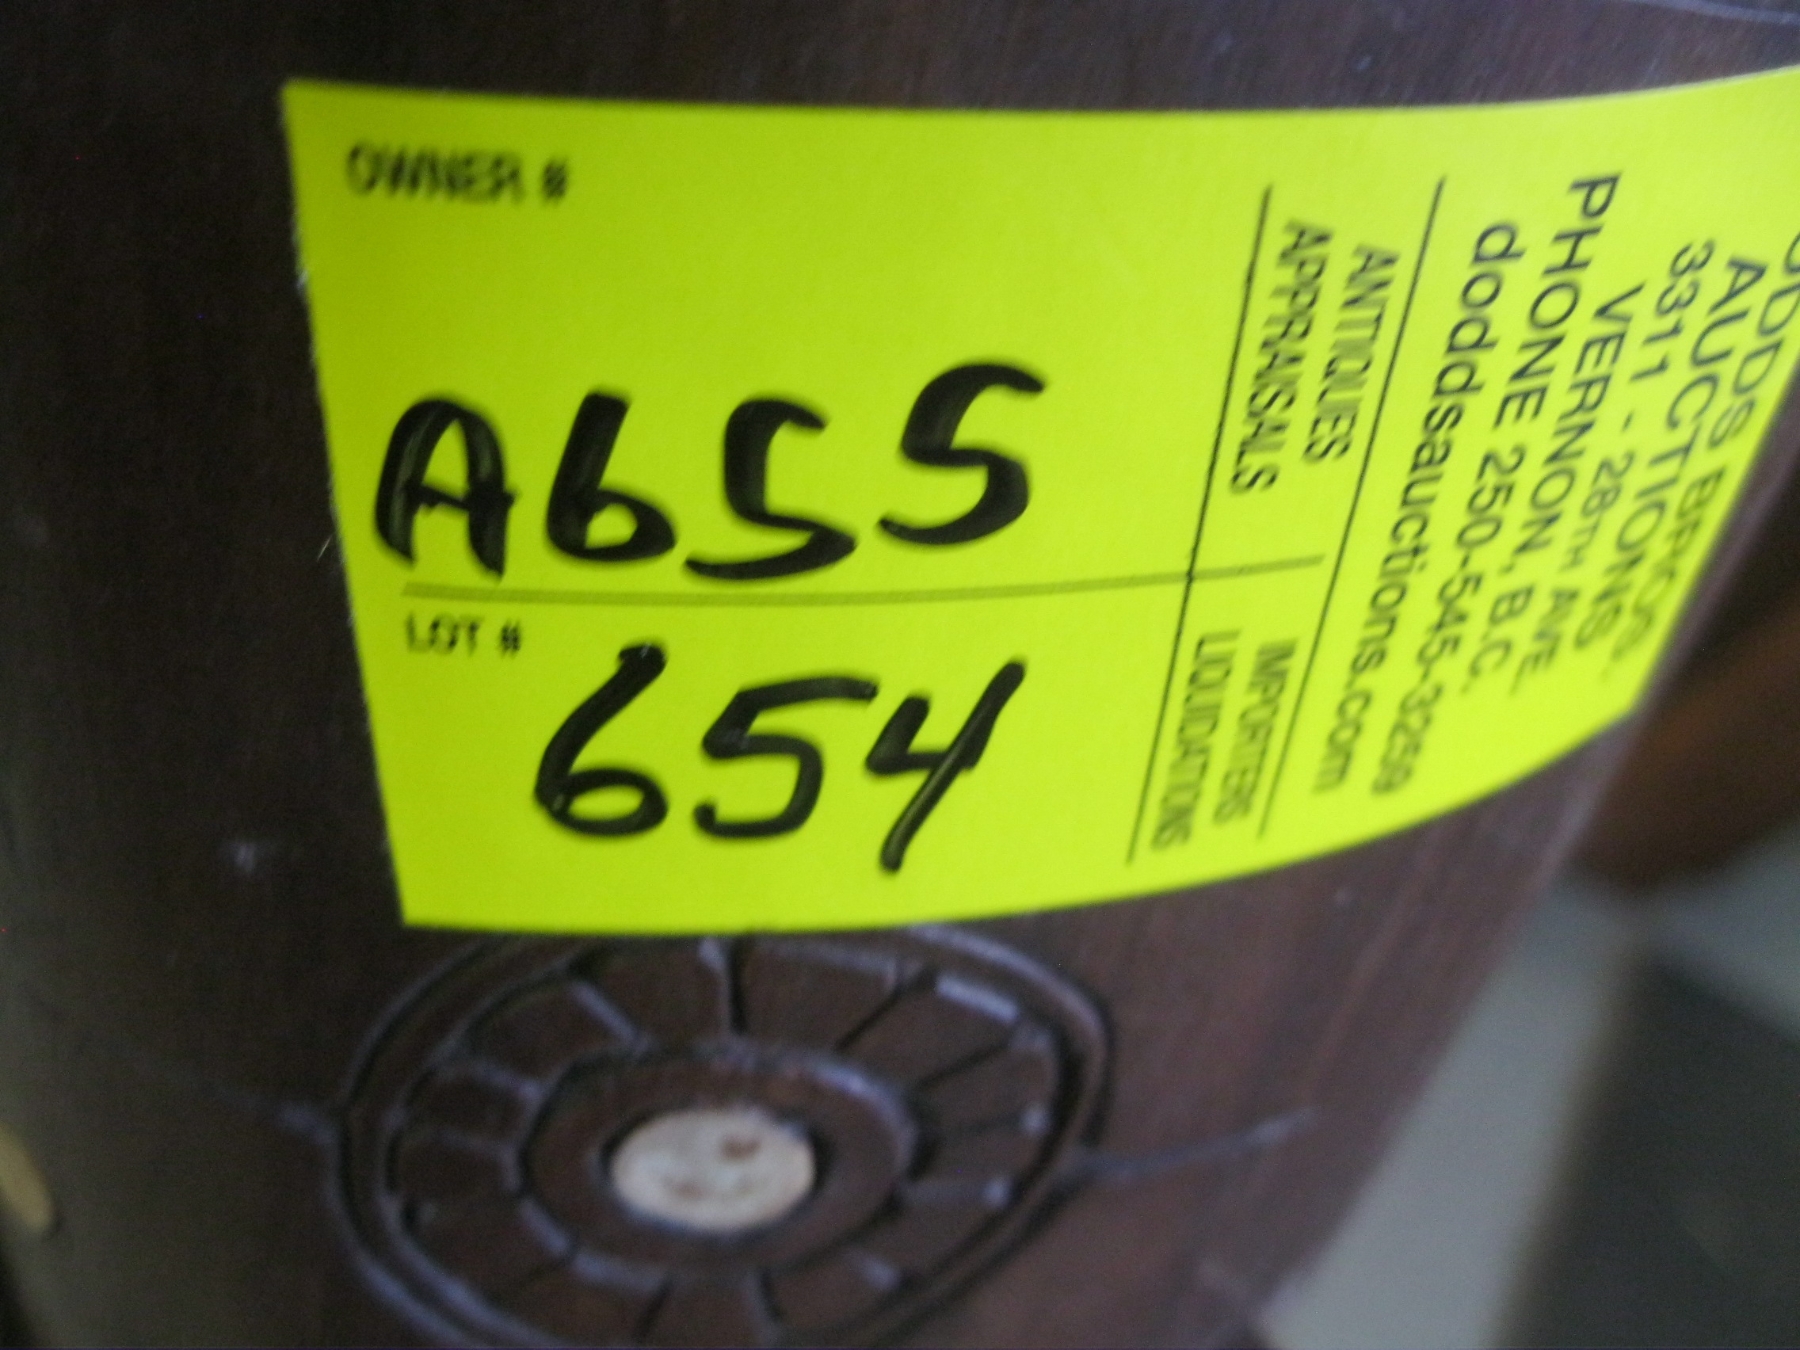 OWNER #
A655
LOT #
654
ANTIQUES
APPRAISALS
IMPORTERS
LIQUIDATIONS
AUCTIONS
3311 - 28TH AVE.
VERNON, B.C.
PHONE 250-545-3259
doddsauctions.com